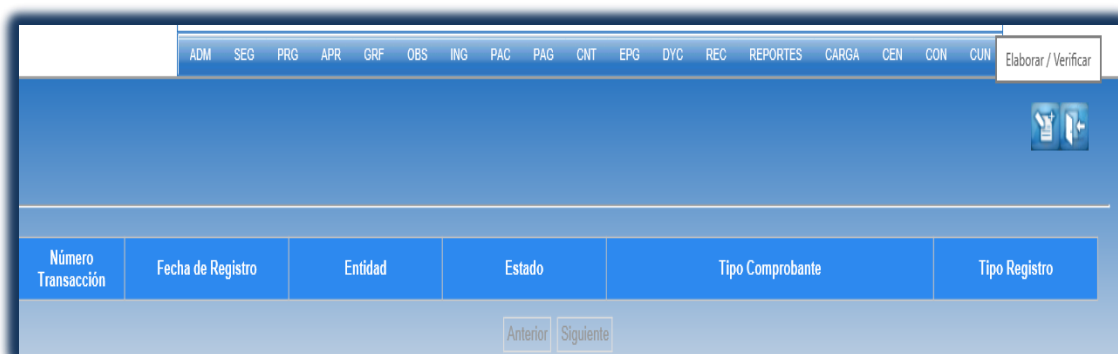 ADM SEG PRG APR GRF OBS ING PAC PAG CNT EPG DYC REC REPORTES CARGA CEN CON CUN Elaborar / Verificar
Número Transacción Fecha de Registro Entidad Estado Tipo Comprobante Tipo Registro
Anterior Siguiente